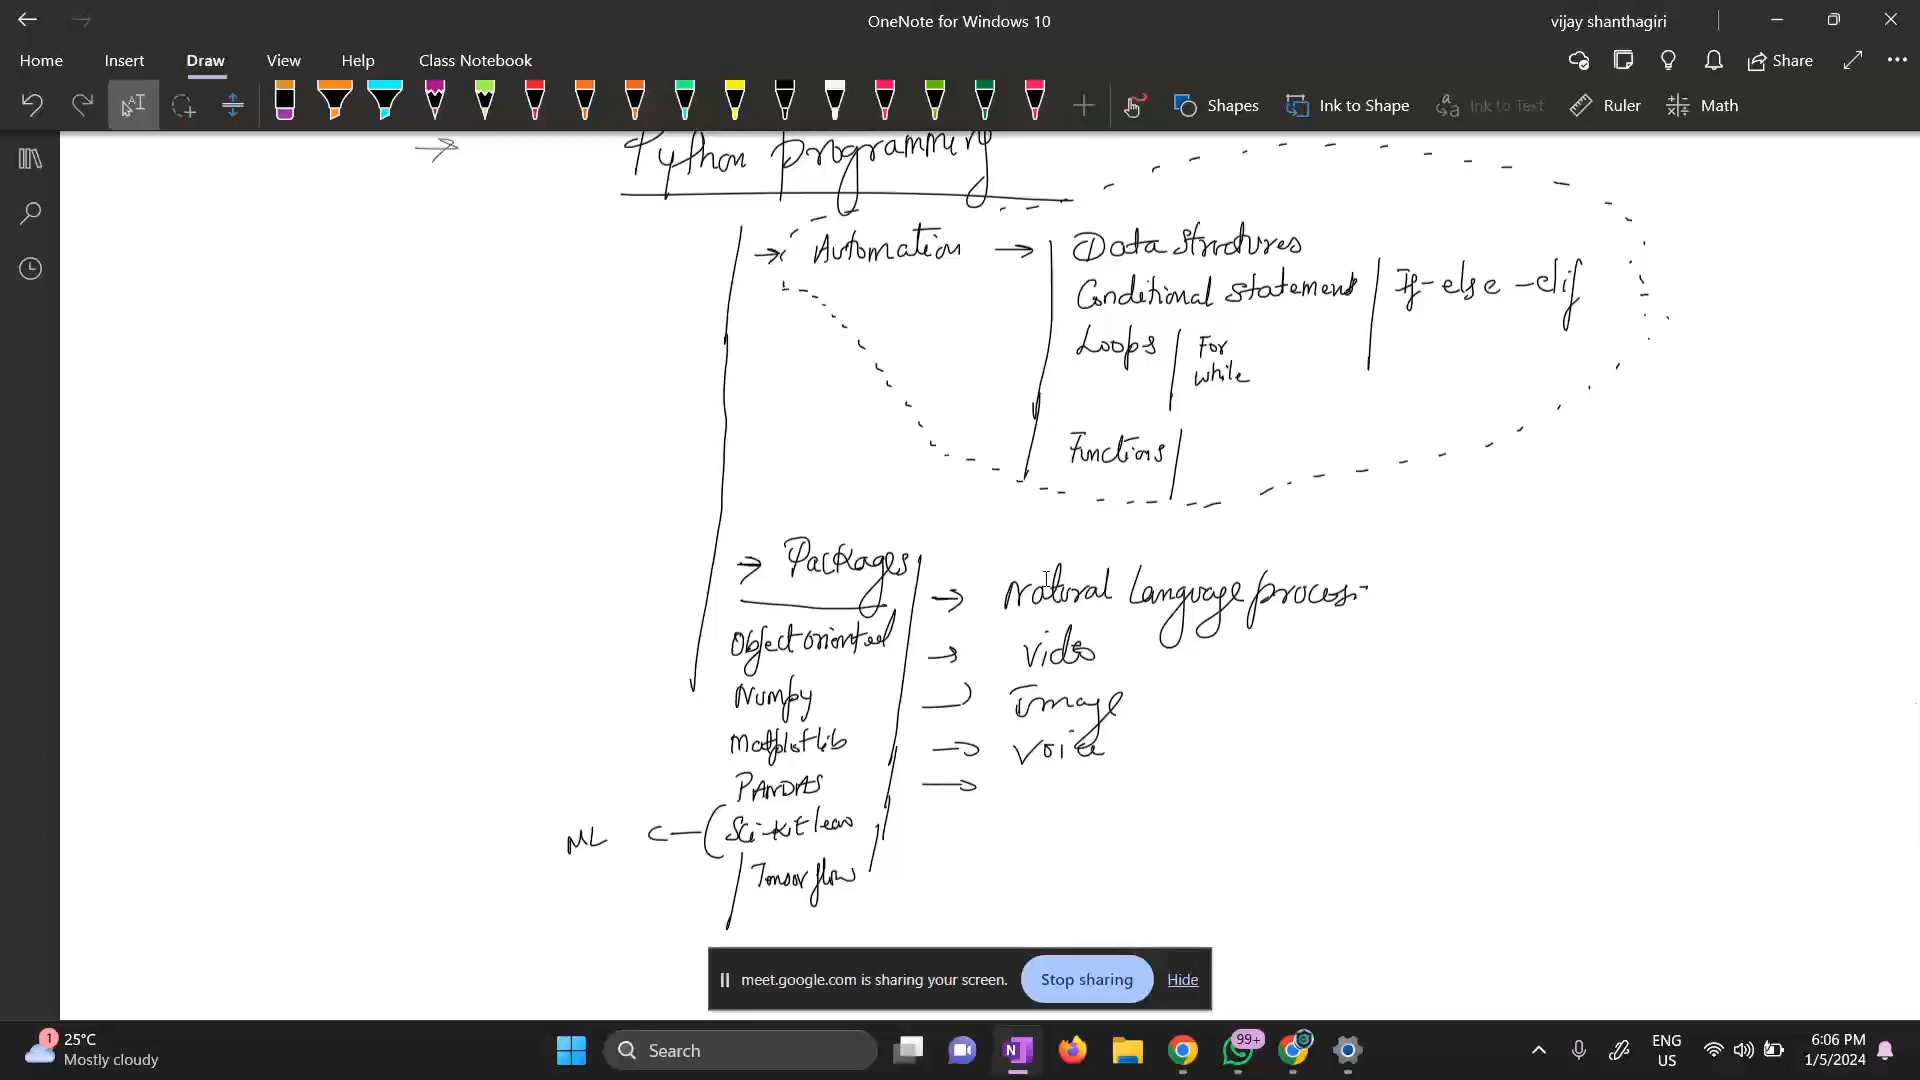 OneNote for Windows 10
vijay shanthagiri
Home Insert Draw View Help Class Notebook
Share
Shapes Ink to Shape Ink to Text Ruler Math
Python programming
→ Automation → Data Structures
Conditional Statement | If-else-elif
Loops | For
while
Functions
→ Packages
→ Natural Language process
Object oriented
→ Video
Numpy
Image
Matplotlib → Voice
PANDAS →
ML Sci-kit learn
Tensorflow
meet.google.com is sharing your screen. Stop sharing Hide
1 25°C
Mostly cloudy
Search
99+
ENG
US
6:06 PM
1/5/2024